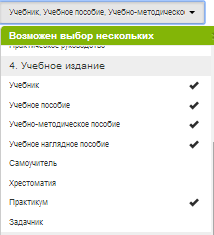 Учебник, Учебное пособие, Учебно-методическо
Возможен выбор нескольких
Практическое руководство
4. Учебное издание
Учебник
Учебное пособие
Учебно-методическое пособие
Учебное наглядное пособие
Самоучитель
Хрестоматия
Практикум
Задачник